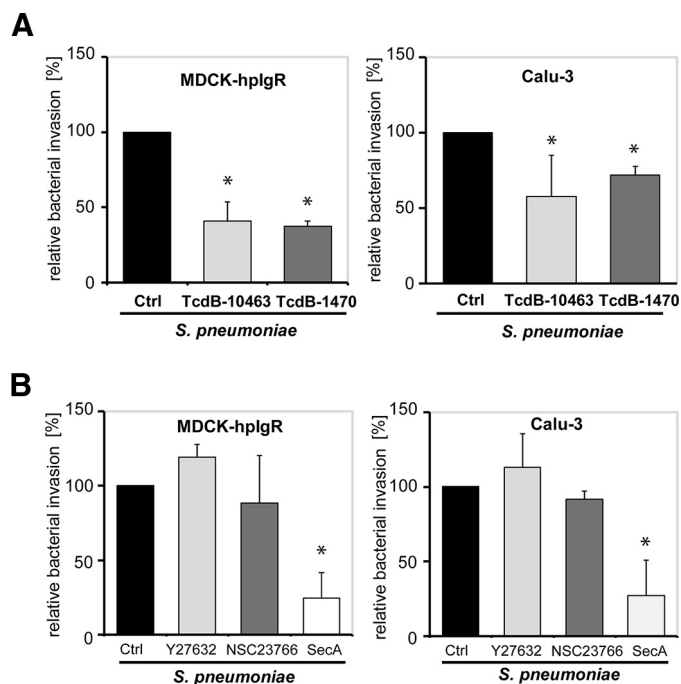 A
relative bacterial invasion [%]
150
100
50
0
MDCK-hpIgR
*
*
Ctrl TcdB-10463 TcdB-1470
S. pneumoniae
relative bacterial invasion [%]
150
100
50
0
Calu-3
*
*
Ctrl TcdB-10463 TcdB-1470
S. pneumoniae
B
relative bacterial invasion [%]
150
100
50
0
MDCK-hpIgR
*
Ctrl Y27632 NSC23766 SecA
S. pneumoniae
relative bacterial invasion [%]
150
100
50
0
Calu-3
*
Ctrl Y27632 NSC23766 SecA
S. pneumoniae